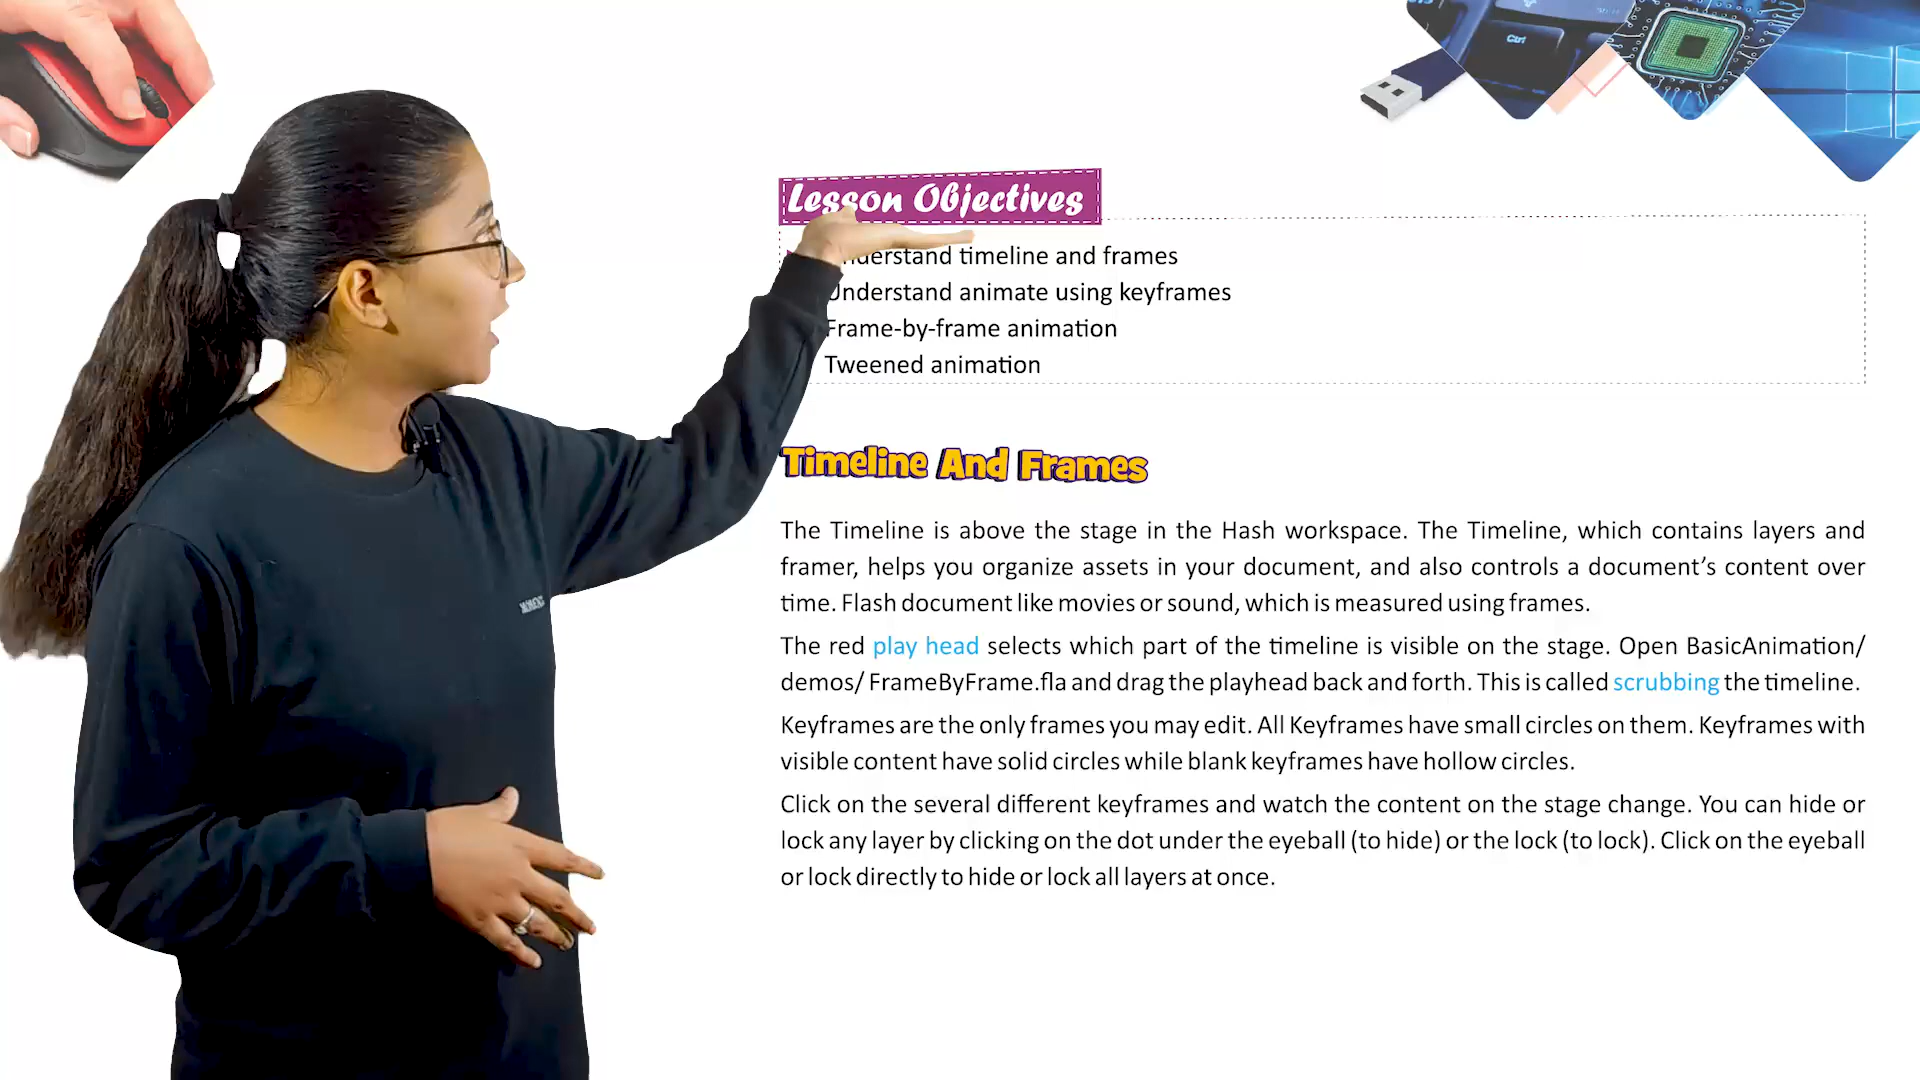 Ctrl
Lesson Objectives
Understand timeline and frames
Understand animate using keyframes
Frame-by-frame animation
Tweened animation
Timeline And Frames
The Timeline is above the stage in the Hash workspace. The Timeline, which contains layers and
framer, helps you organize assets in your document, and also controls a document's content over
time. Flash document like movies or sound, which is measured using frames.
The red play head selects which part of the timeline is visible on the stage. Open BasicAnimation/
demos/ FrameByFrame.fla and drag the playhead back and forth. This is called scrubbing the timeline.
Keyframes are the only frames you may edit. All Keyframes have small circles on them. Keyframes with
visible content have solid circles while blank keyframes have hollow circles.
Click on the several different keyframes and watch the content on the stage change. You can hide or
lock any layer by clicking on the dot under the eyeball (to hide) or the lock (to lock). Click on the eyeball
or lock directly to hide or lock all layers at once.